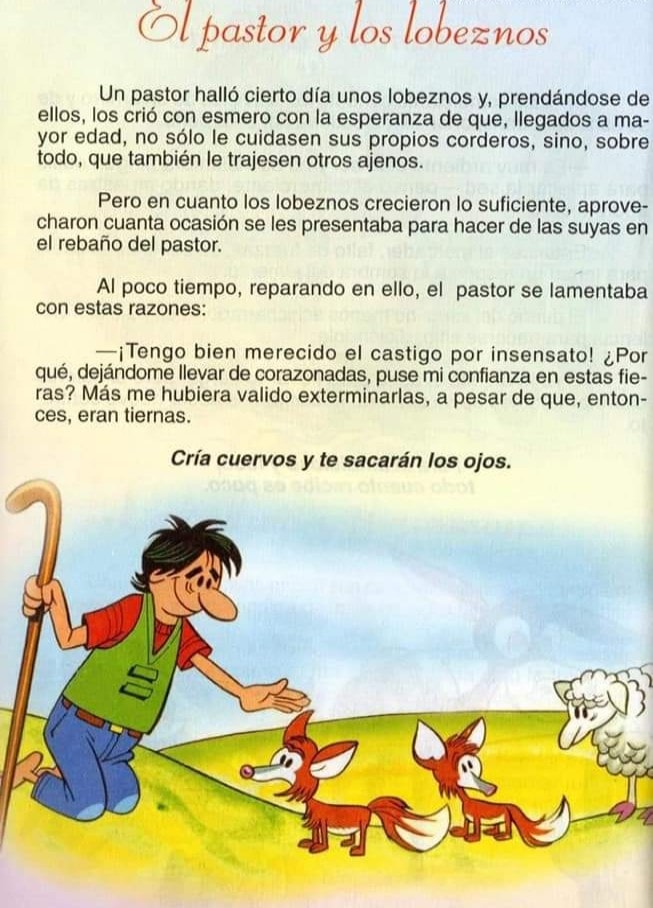 El pastor y los lobeznos
Un pastor halló cierto día unos lobeznos y, prendándose de
ellos, los crió con esmero con la esperanza de que, llegados a ma-
yor edad, no sólo le cuidasen sus propios corderos, sino, sobre
todo, que también le trajesen otros ajenos.
Pero en cuanto los lobeznos crecieron lo suficiente, aprove-
charon cuanta ocasión se les presentaba para hacer de las suyas en
el rebaño del pastor.
Al poco tiempo, reparando en ello, el pastor se lamentaba
con estas razones:
—¡Tengo bien merecido el castigo por insensato! ¿Por
qué, dejándome llevar de corazonadas, puse mi confianza en estas fie-
ras? Más me hubiera valido exterminarlas, a pesar de que, enton-
ces, eran tiernas.
Cría cuervos y te sacarán los ojos.